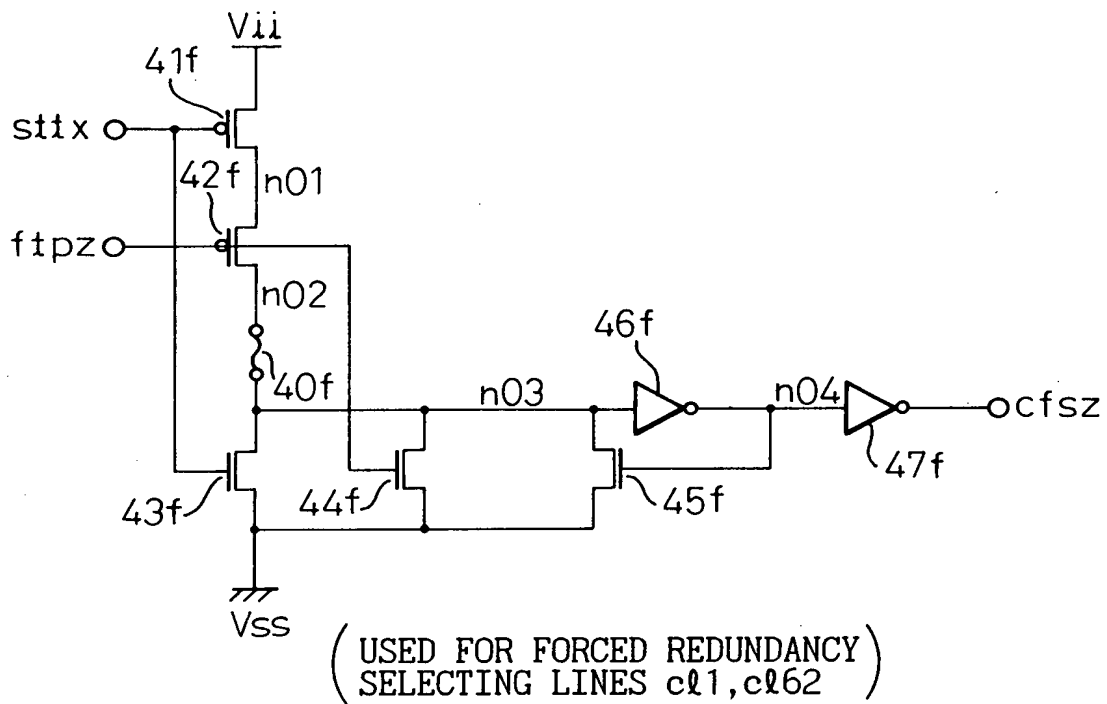 Vii
41f
sttx
42f
n01
ftpz
n02
40f
46f
n03
n04
cfsz
47f
43f
44f
45f
Vss
(USED FOR FORCED REDUNDANCY
SELECTING LINES cℓ1,cℓ62)